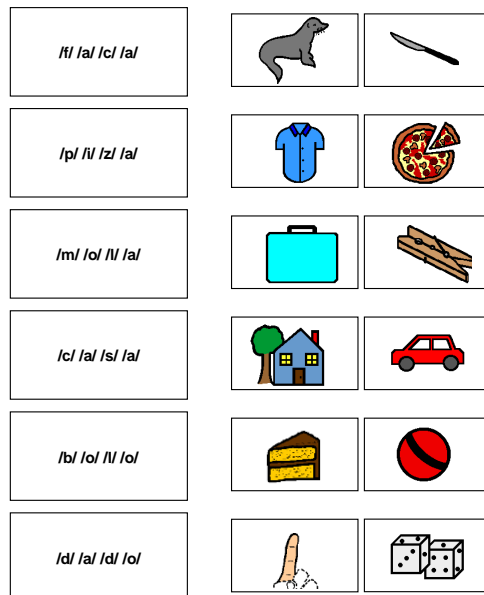 /f/ /a/ /c/ /a/
/p/ /i/ /z/ /a/
/m/ /o/ /l/ /a/
/c/ /a/ /s/ /a/
/b/ /o/ /l/ /o/
/d/ /a/ /d/ /o/